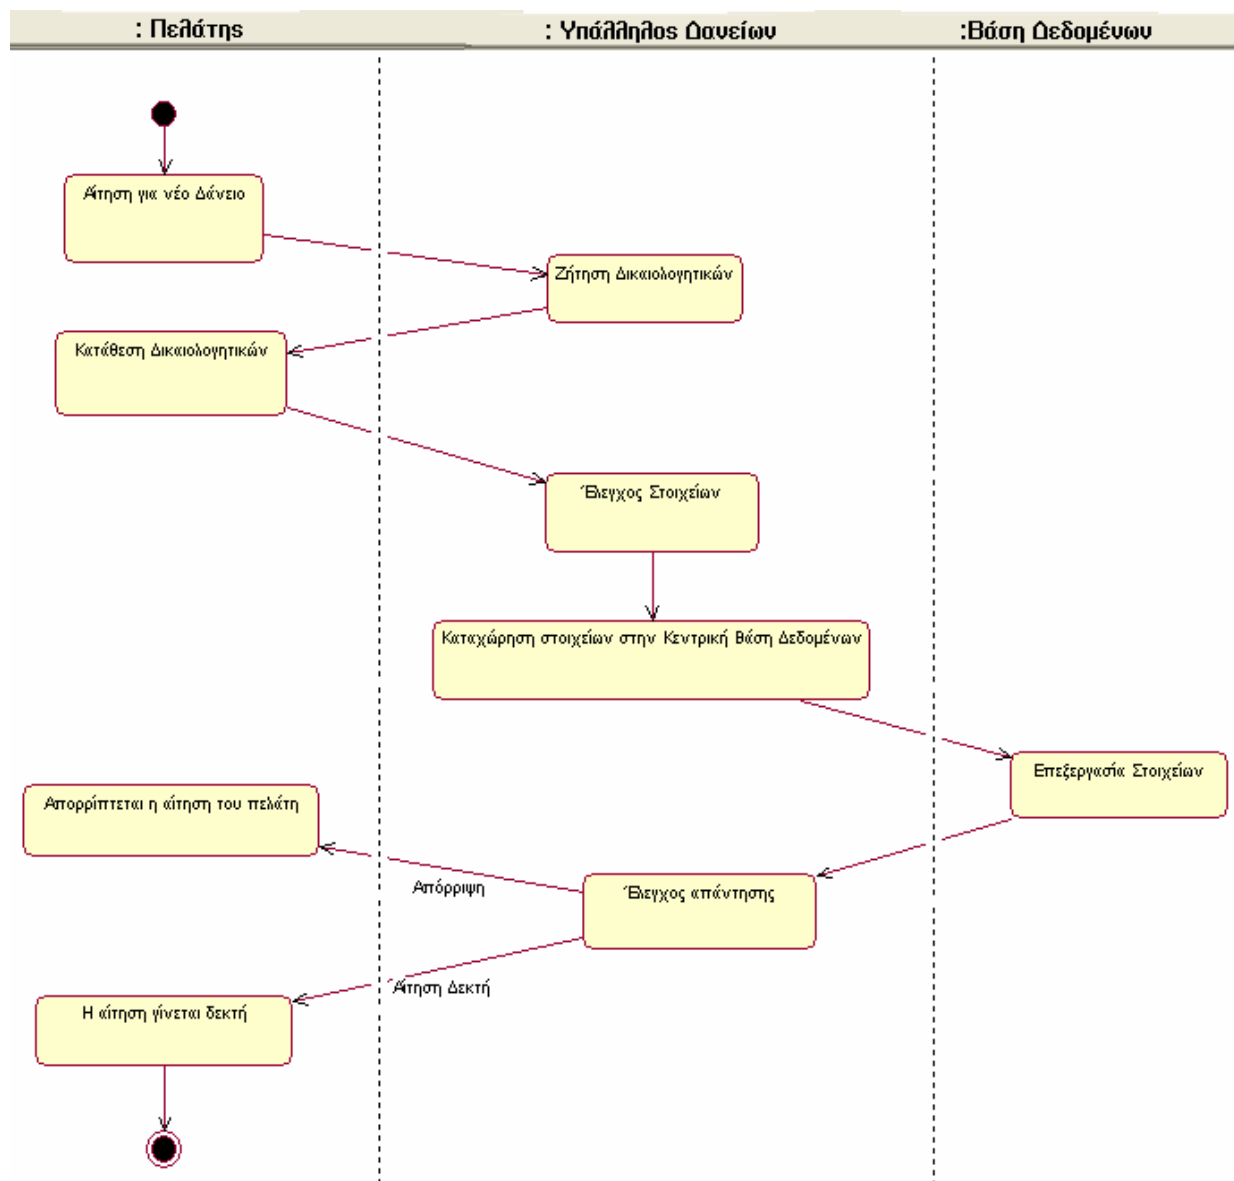 : Πελάτης
: Υπάλληλος Δανείων
:Βάση Δεδομένων
Αίτηση για νέο Δάνειο
Ζήτηση Δικαιολογητικών
Κατάθεση Δικαιολογητικών
Έλεγχος Στοιχείων
Καταχώρηση στοιχείων στην Κεντρική Βάση Δεδομένων
Επεξεργασία Στοιχείων
Απορρίπτεται η αίτηση του πελάτη
Απόρριψη
Έλεγχος απάντησης
Αίτηση Δεκτή
Η αίτηση γίνεται δεκτή